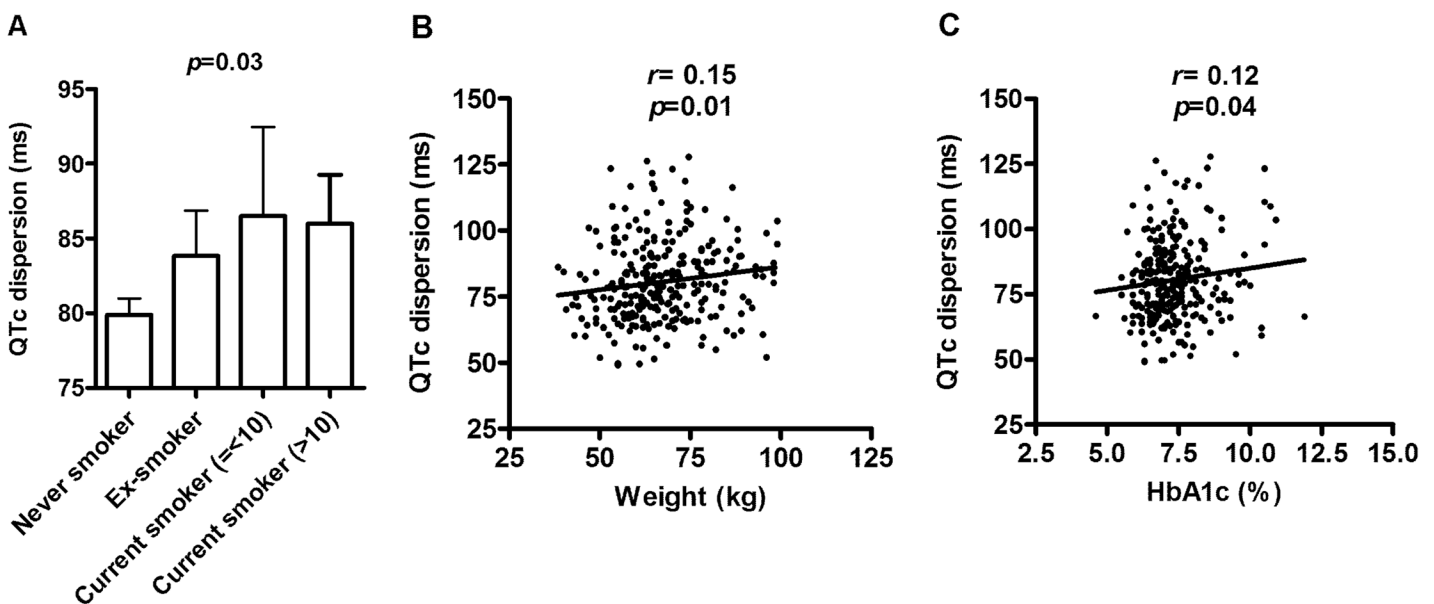 A
p=0.03
QTc dispersion (ms)
95
90
85
80
75
Never smoker
Ex-smoker
Current smoker (=<10)
Current smoker (>10)
B
r= 0.15
p=0.01
QTc dispersion (ms)
150
125
100
75
50
25
25 50 75 100 125
Weight (kg)
C
r= 0.12
p=0.04
QTc dispersion (ms)
150
125
100
75
50
25
2.5 5.0 7.5 10.0 12.5 15.0
HbA1c (%)